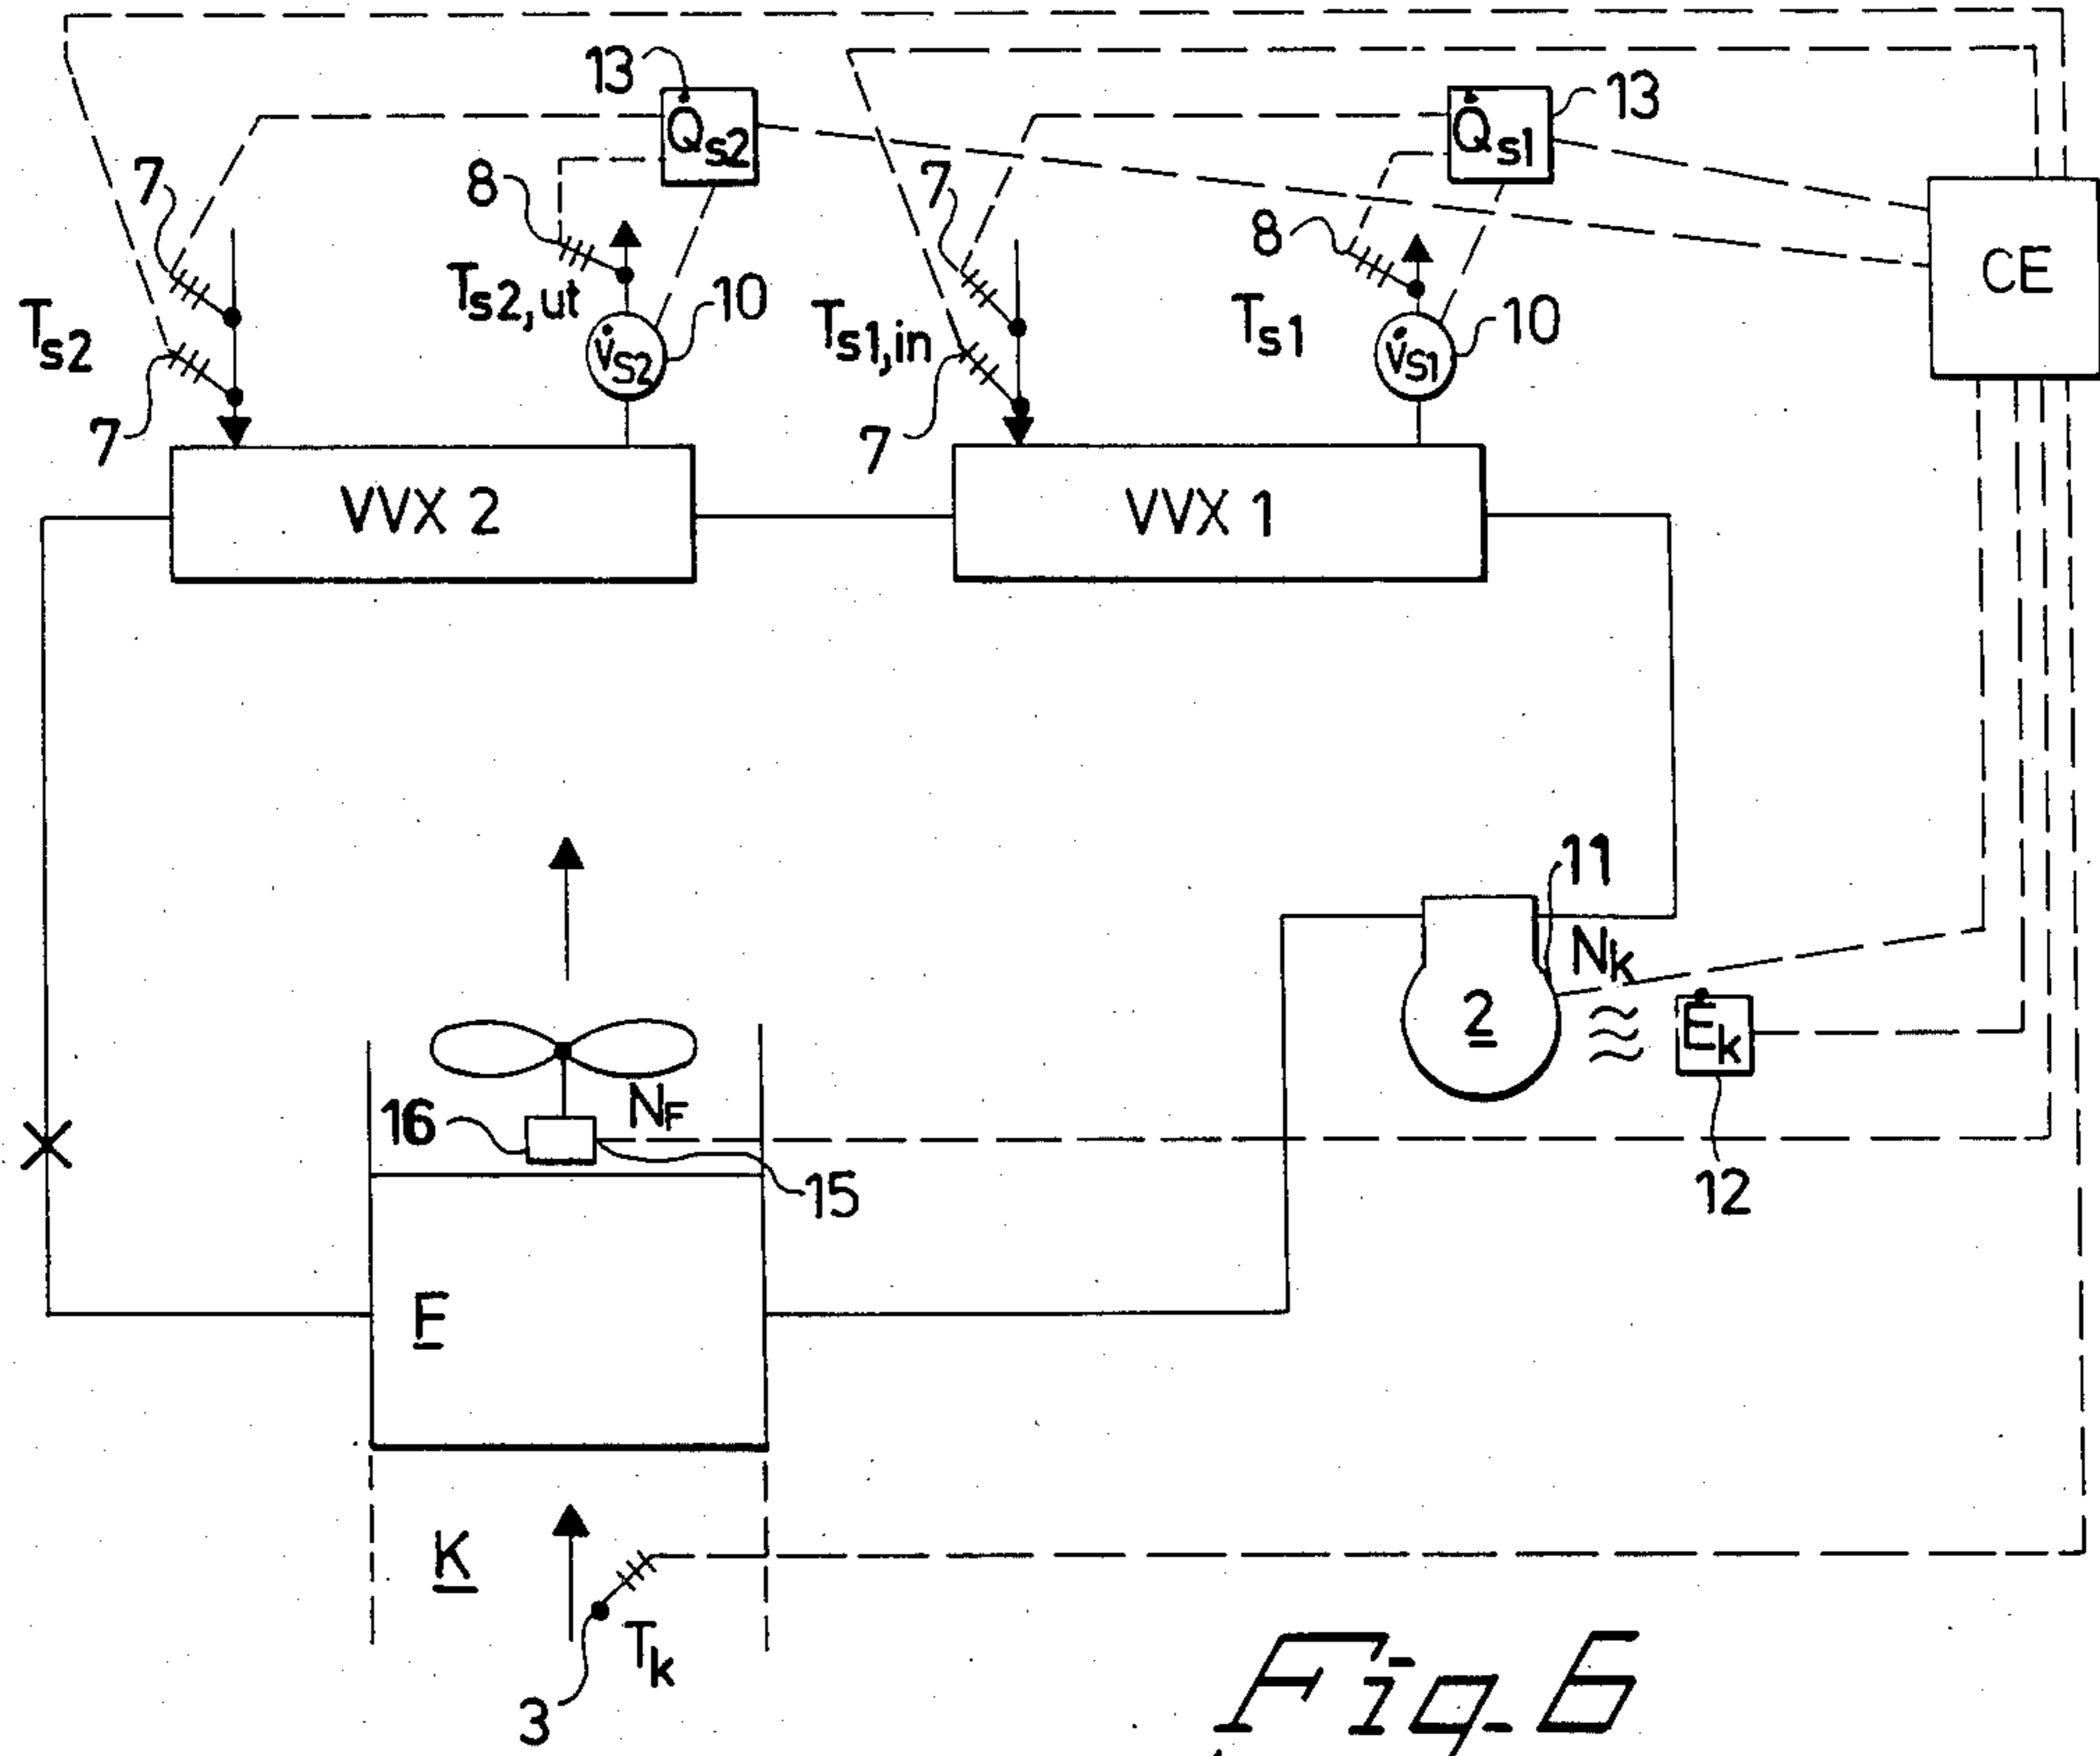 13
Q̇s2
13
Q̇s1
7
8
7
8
CE
Ts2
Ts2,ut
10
Ts1,in
Ts1
10
V̇s2
V̇s1
7
7
VVX 2
VVX 1
11
Nk
2
Ėk
16
NF
15
12
F
K
Tk
3
Fig. 6